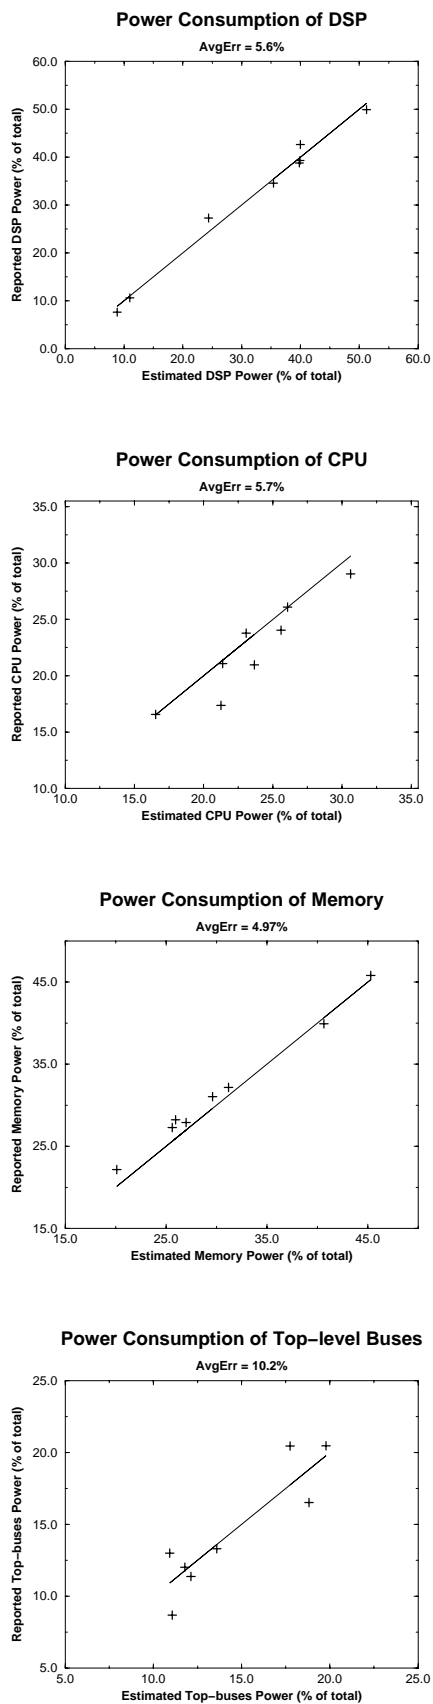 Power Consumption of DSP
AvgErr = 5.6%
60.0
50.0
40.0
30.0
20.0
10.0
0.0
Reported DSP Power (% of total)
0.0 10.0 20.0 30.0 40.0 50.0 60.0
Estimated DSP Power (% of total)
Power Consumption of CPU
AvgErr = 5.7%
35.0
30.0
25.0
20.0
15.0
10.0
Reported CPU Power (% of total)
10.0 15.0 20.0 25.0 30.0 35.0
Estimated CPU Power (% of total)
Power Consumption of Memory
AvgErr = 4.97%
45.0
35.0
25.0
15.0
Reported Memory Power (% of total)
15.0 25.0 35.0 45.0
Estimated Memory Power (% of total)
Power Consumption of Top−level Buses
AvgErr = 10.2%
25.0
20.0
15.0
10.0
5.0
Reported Top−buses Power (% of total)
5.0 10.0 15.0 20.0 25.0
Estimated Top−buses Power (% of total)